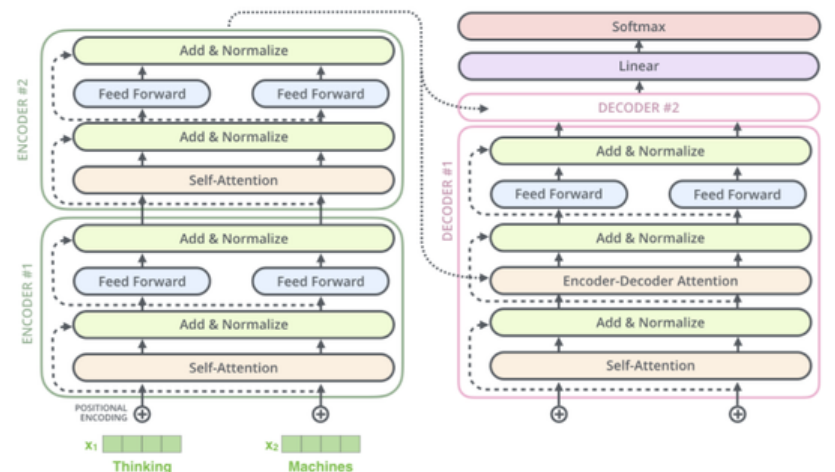 ENCODER #2
Add & Normalize
Feed Forward
Feed Forward
Add & Normalize
Self-Attention
ENCODER #1
Add & Normalize
Feed Forward
Feed Forward
Add & Normalize
Self-Attention
POSITIONAL
ENCODING
x1
x2
Thinking
Machines
Softmax
Linear
DECODER #2
DECODER #1
Add & Normalize
Feed Forward
Feed Forward
Add & Normalize
Encoder-Decoder Attention
Add & Normalize
Self-Attention